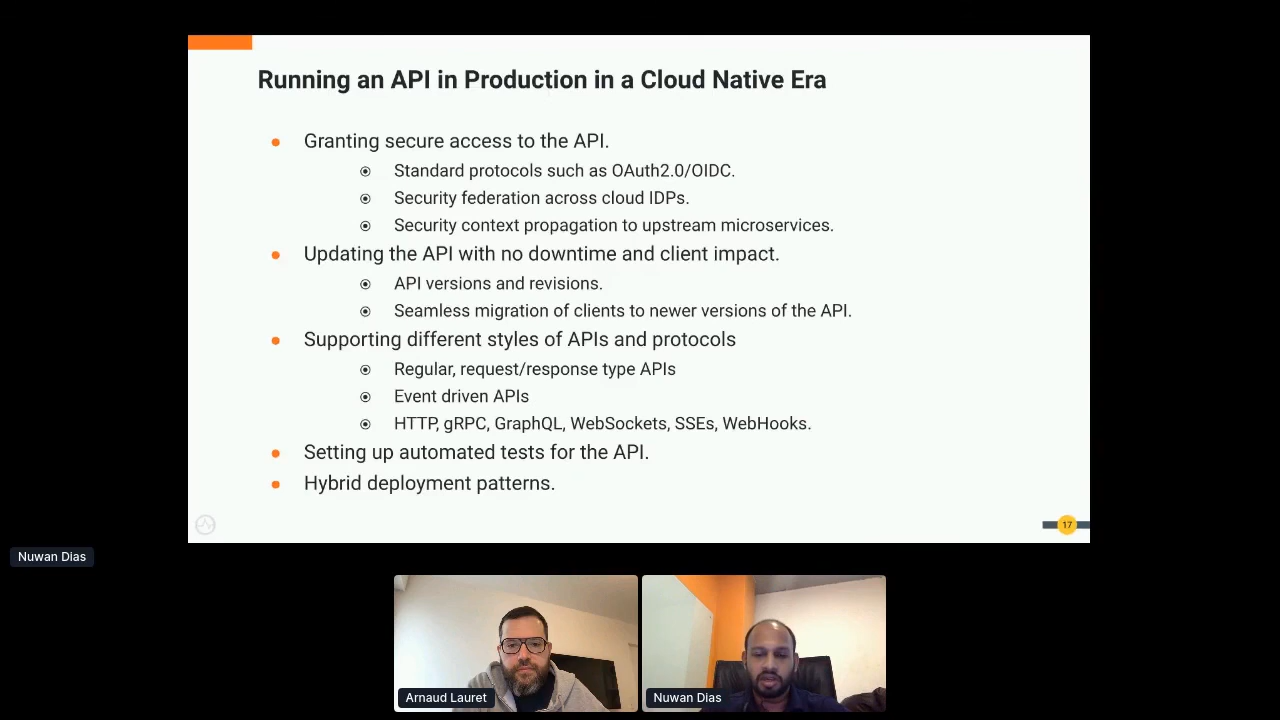 Running an API in Production in a Cloud Native Era
Granting secure access to the API.
Standard protocols such as OAuth2.0/OIDC.
Security federation across cloud IDPs.
Security context propagation to upstream microservices.
Updating the API with no downtime and client impact.
API versions and revisions.
Seamless migration of clients to newer versions of the API.
Supporting different styles of APIs and protocols
Regular, request/response type APIs
Event driven APIs
HTTP, gRPC, GraphQL, WebSockets, SSEs, WebHooks.
Setting up automated tests for the API.
Hybrid deployment patterns.
17
Nuwan Dias
Arnaud Lauret
Nuwan Dias